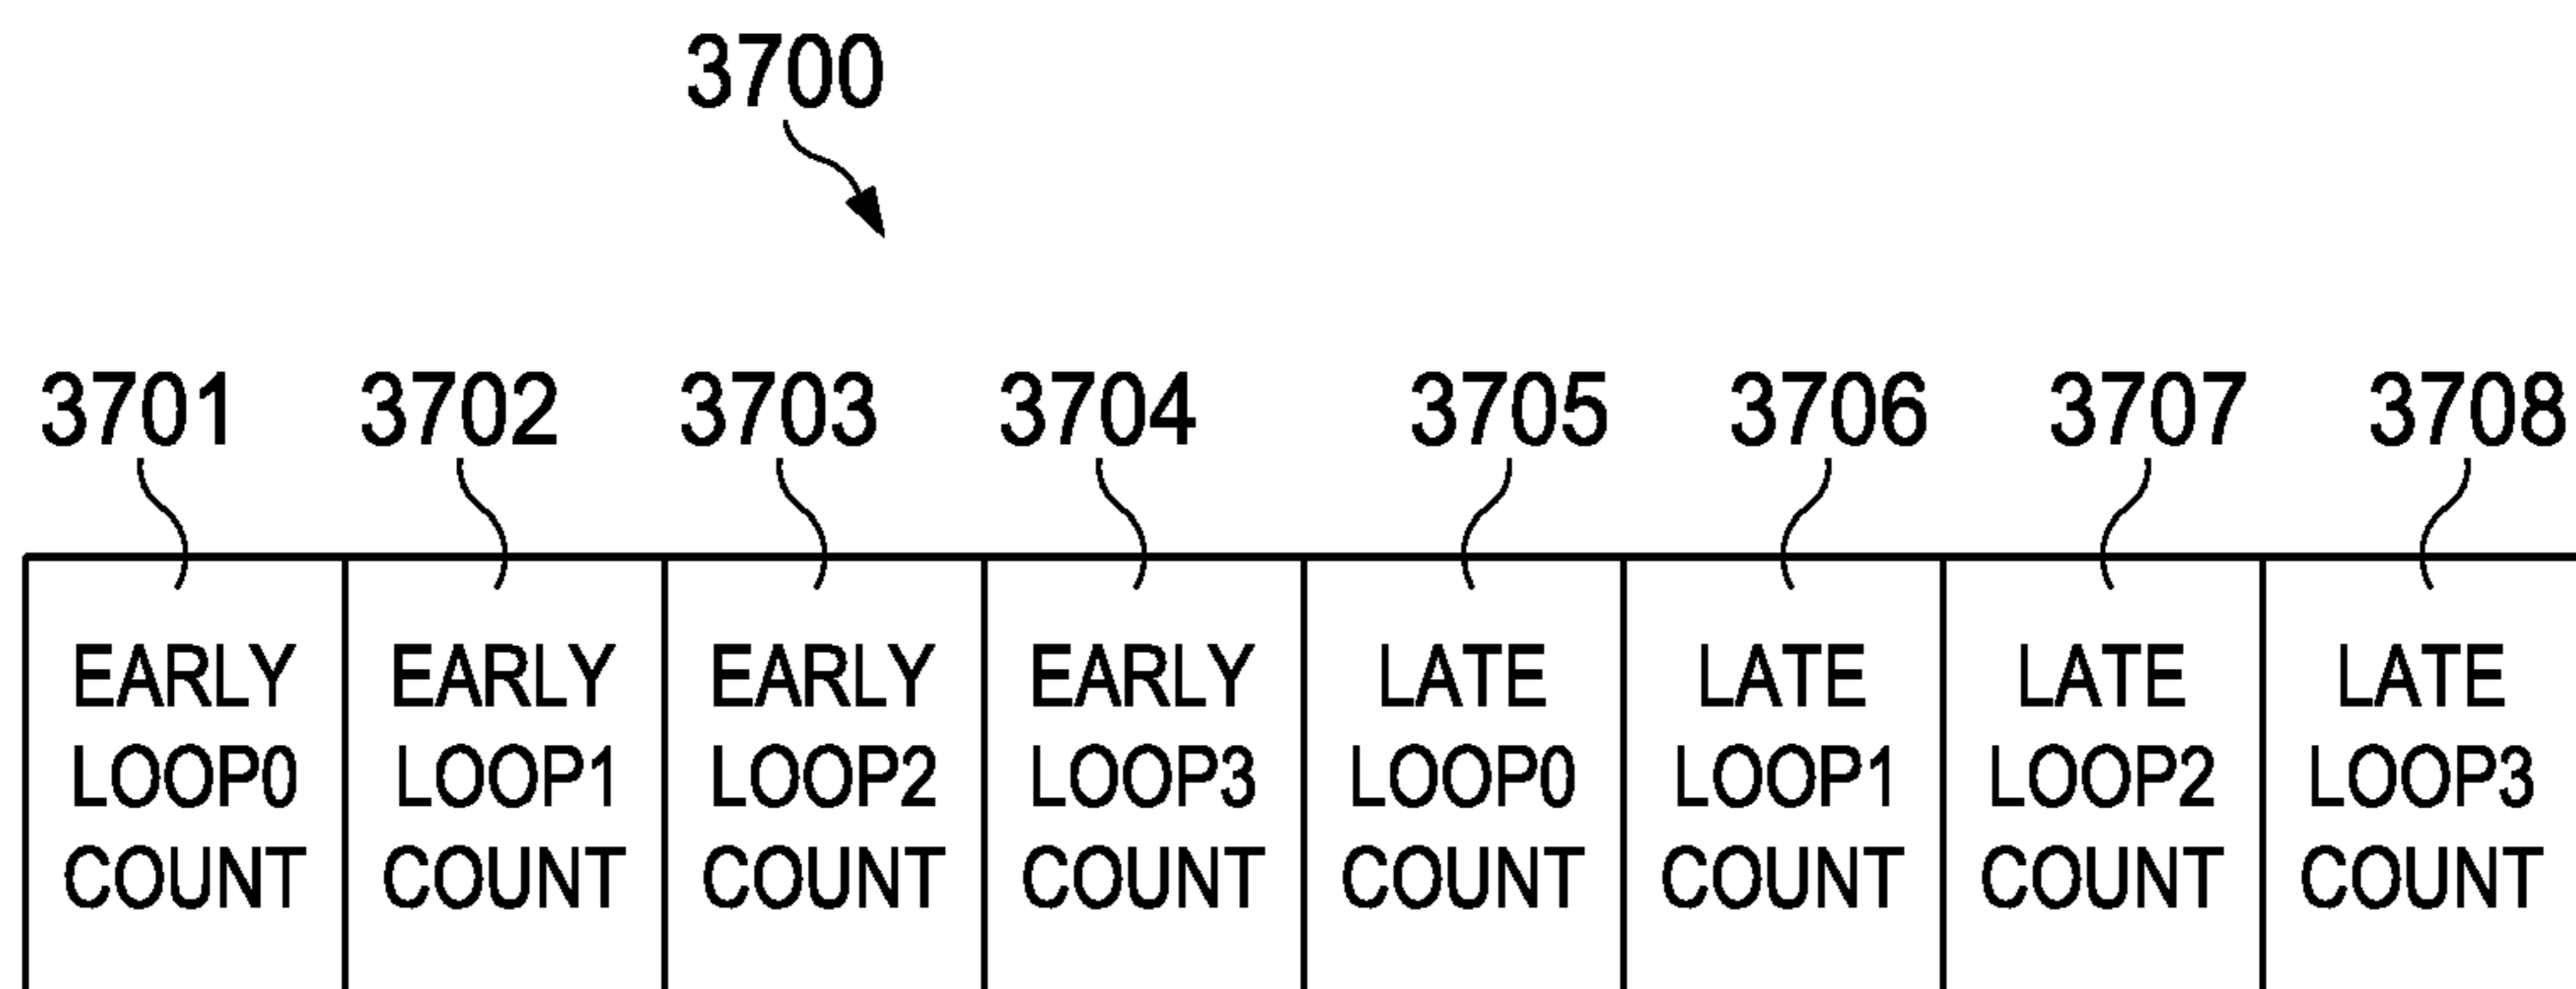 3700
3701 3702 3703 3704 3705 3706 3707 3708
EARLY LOOP0 COUNT
EARLY LOOP1 COUNT
EARLY LOOP2 COUNT
EARLY LOOP3 COUNT
LATE LOOP0 COUNT
LATE LOOP1 COUNT
LATE LOOP2 COUNT
LATE LOOP3 COUNT